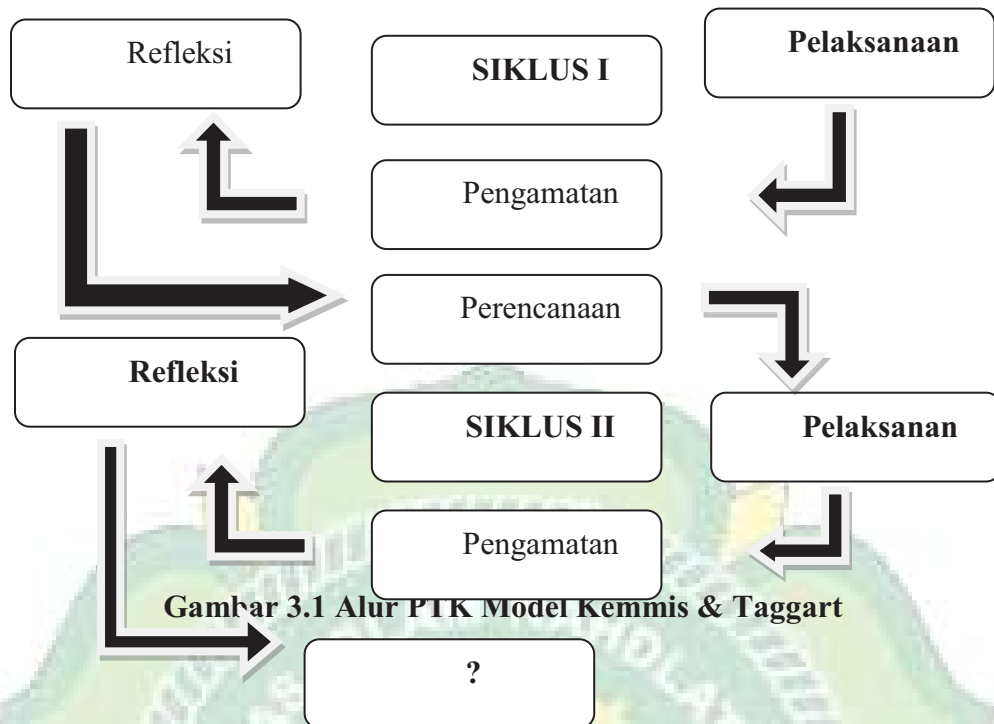 Refleksi
SIKLUS I
Pelaksanaan
Pengamatan
Perencanaan
Refleksi
SIKLUS II
Pelaksanan
Pengamatan
Gambar 3.1 Alur PTK Model Kemmis & Taggart
?